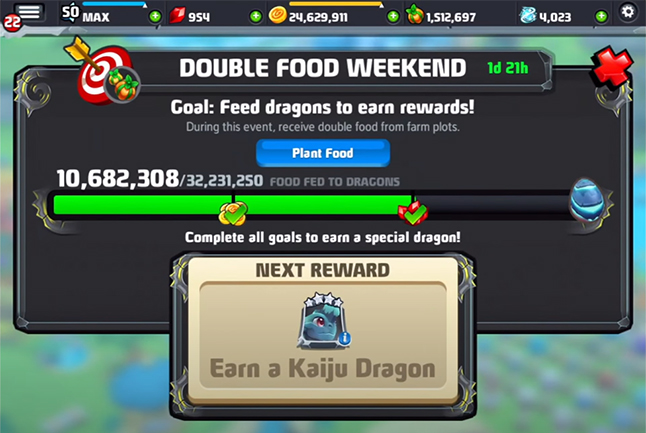 50 MAX
954
24,629,911
1,512,697
4,023
22
DOUBLE FOOD WEEKEND
1d 21h
Goal: Feed dragons to earn rewards!
During this event, receive double food from farm plots.
Plant Food
10,682,308/32,231,250 FOOD FED TO DRAGONS
Complete all goals to earn a special dragon!
NEXT REWARD
i
Earn a Kaiju Dragon